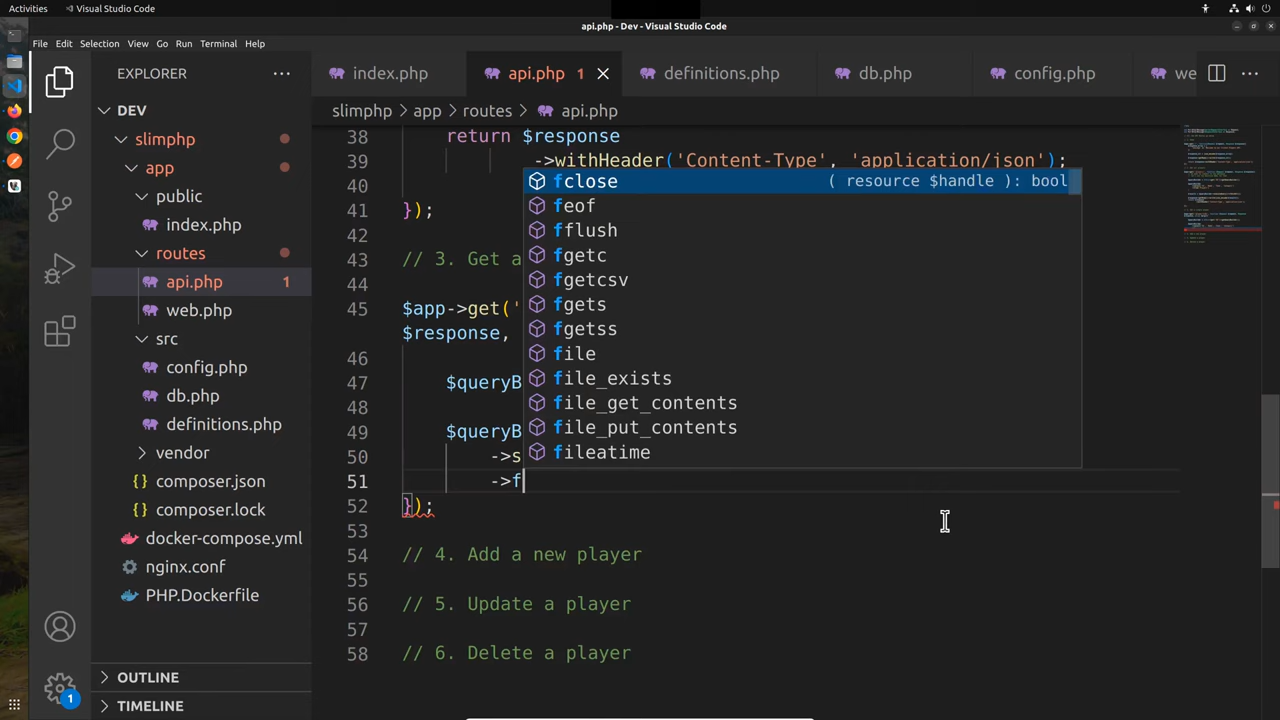 Activities
Visual Studio Code
api.php - Dev - Visual Studio Code
File Edit Selection View Go Run Terminal Help
EXPLORER
index.php
api.php 1
definitions.php
db.php
config.php
we
DEV
slimphp > app > routes > api.php
slimphp
app
public
index.php
routes
api.php 1
web.php
src
config.php
db.php
definitions.php
vendor
composer.json
composer.lock
docker-compose.yml
nginx.conf
PHP.Dockerfile
OUTLINE
TIMELINE
1
38 return $response
39 ->withHeader('Content-Type', 'application/json');
40
41 });
42
43 // 3. Get a
44
45 $app->get('
$response,
46
47 $queryB
48
49 $queryB
50 ->s
51 ->f
52 });
53
54 // 4. Add a new player
55
56 // 5. Update a player
57
58 // 6. Delete a player
fclose ( resource $handle ): bool
feof
fflush
fgetc
fgetcsv
fgets
fgetss
file
file_exists
file_get_contents
file_put_contents
fileatime